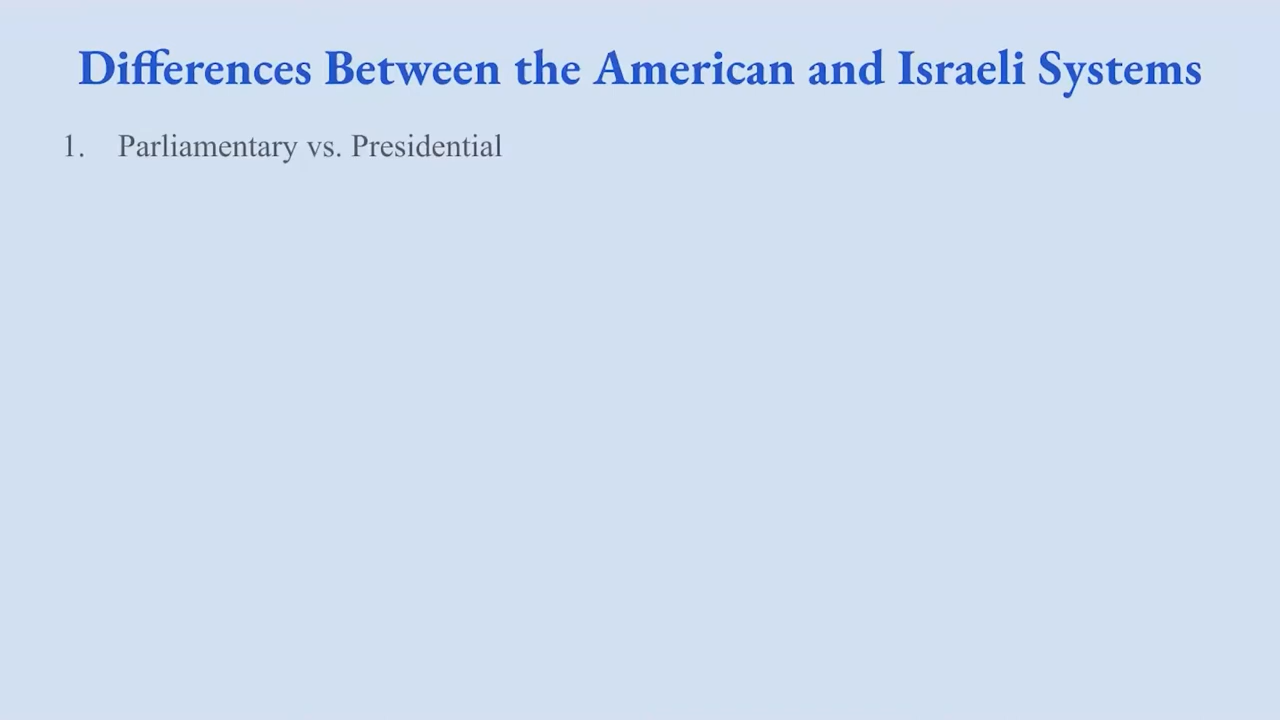 Differences Between the American and Israeli Systems
1. Parliamentary vs. Presidential